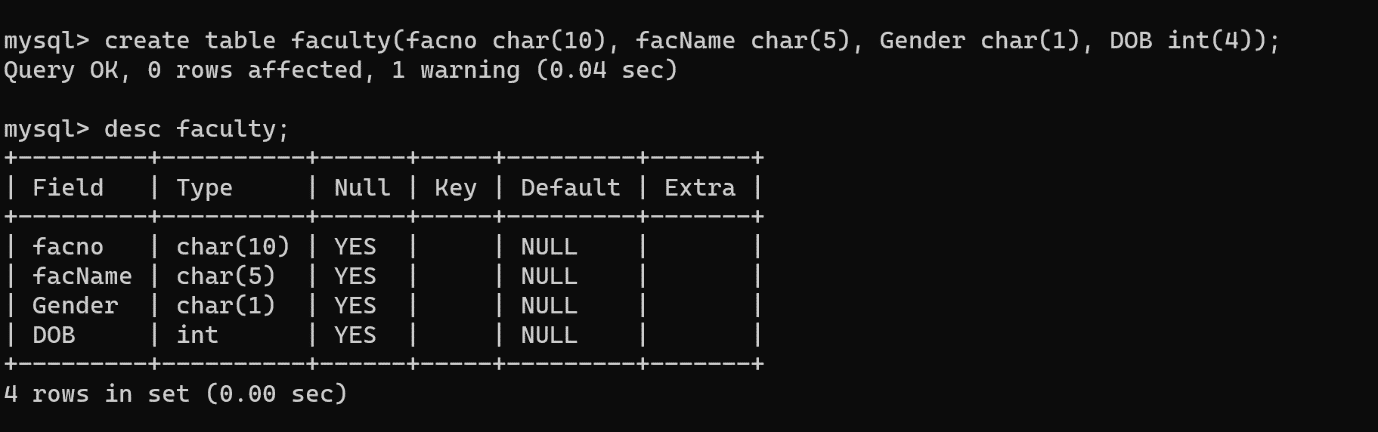 mysql> create table faculty(facno char(10), facName char(5), Gender char(1), DOB int(4));
Query OK, 0 rows affected, 1 warning (0.04 sec)
mysql> desc faculty;
+---------+----------+------+-----+---------+-------+
| Field   | Type     | Null | Key | Default | Extra |
+---------+----------+------+-----+---------+-------+
| facno   | char(10) | YES  |     | NULL    |       |
| facName | char(5)  | YES  |     | NULL    |       |
| Gender  | char(1)  | YES  |     | NULL    |       |
| DOB     | int      | YES  |     | NULL    |       |
+---------+----------+------+-----+---------+-------+
4 rows in set (0.00 sec)